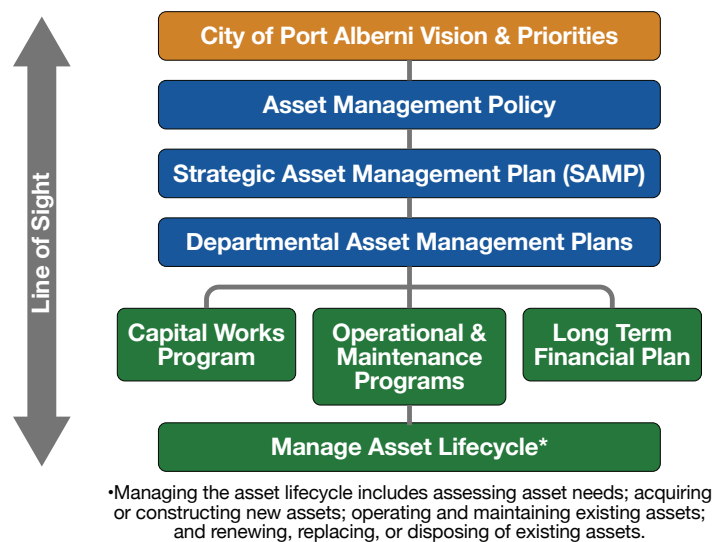 City of Port Alberni Vision & Priorities
Asset Management Policy
Strategic Asset Management Plan (SAMP)
Departmental Asset Management Plans
Line of Sight
Capital Works
Program
Operational &
Maintenance
Programs
Long Term
Financial Plan
Manage Asset Lifecycle*
•Managing the asset lifecycle includes assessing asset needs; acquiring
or constructing new assets; operating and maintaining existing assets;
and renewing, replacing, or disposing of existing assets.